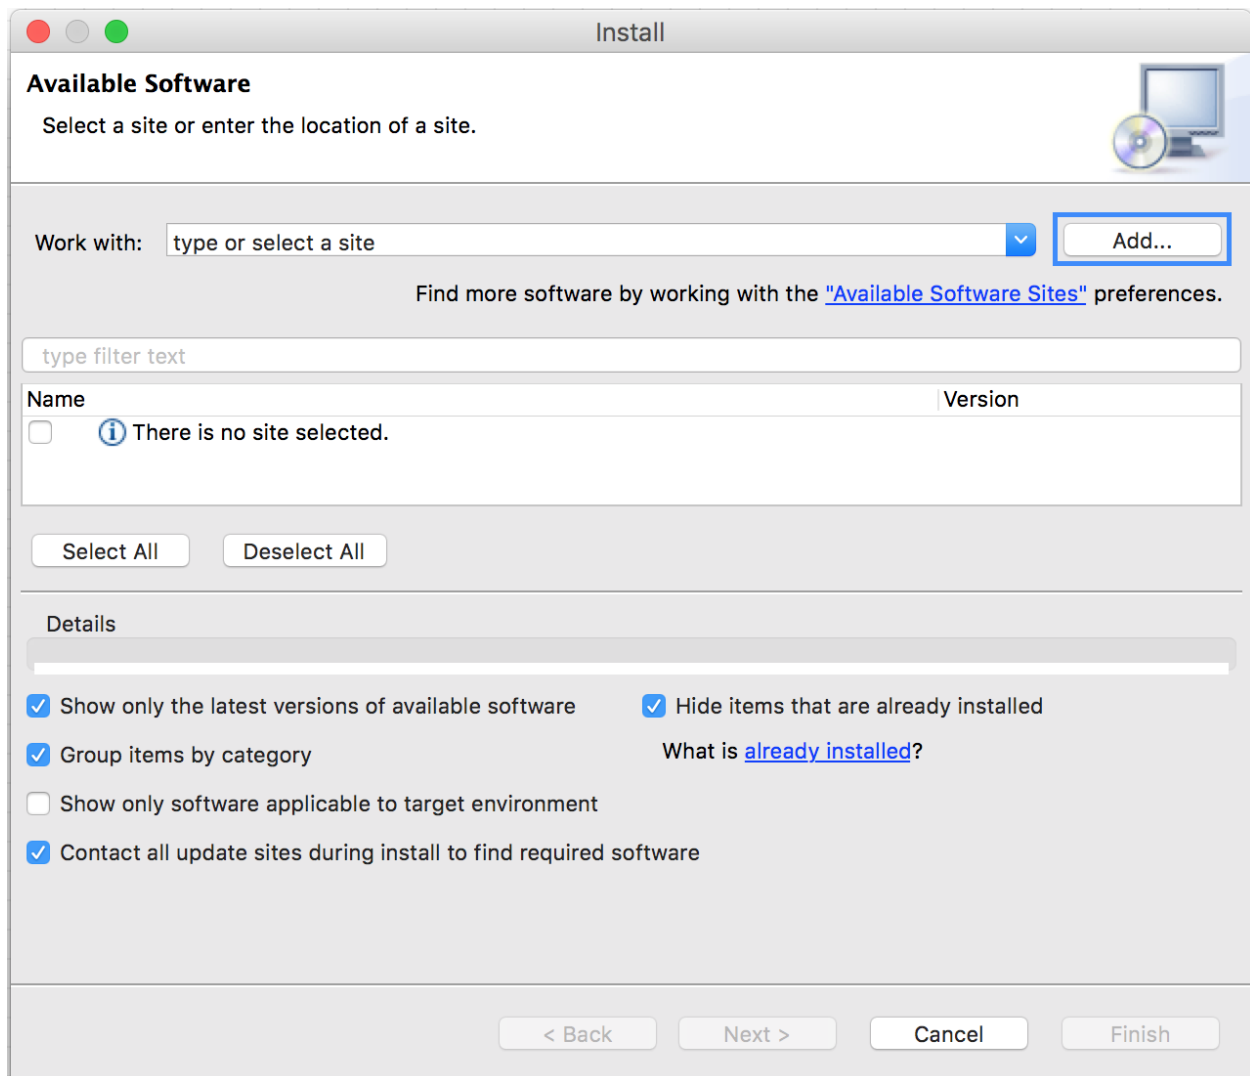 Install
Available Software
Select a site or enter the location of a site.
Work with: type or select a site Add...
Find more software by working with the "Available Software Sites" preferences.
type filter text
Name Version
There is no site selected.
Select All Deselect All
Details
Show only the latest versions of available software Hide items that are already installed
Group items by category What is already installed?
Show only software applicable to target environment
Contact all update sites during install to find required software
< Back Next > Cancel Finish